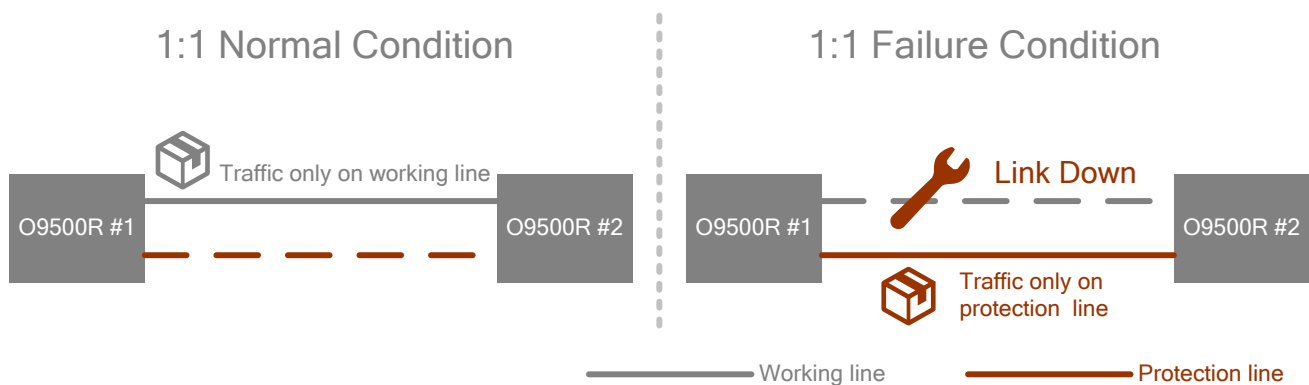 1:1 Normal Condition
Traffic only on working line
O9500R #1
O9500R #2
1:1 Failure Condition
Link Down
O9500R #1
O9500R #2
Traffic only on
protection line
Working line
Protection line